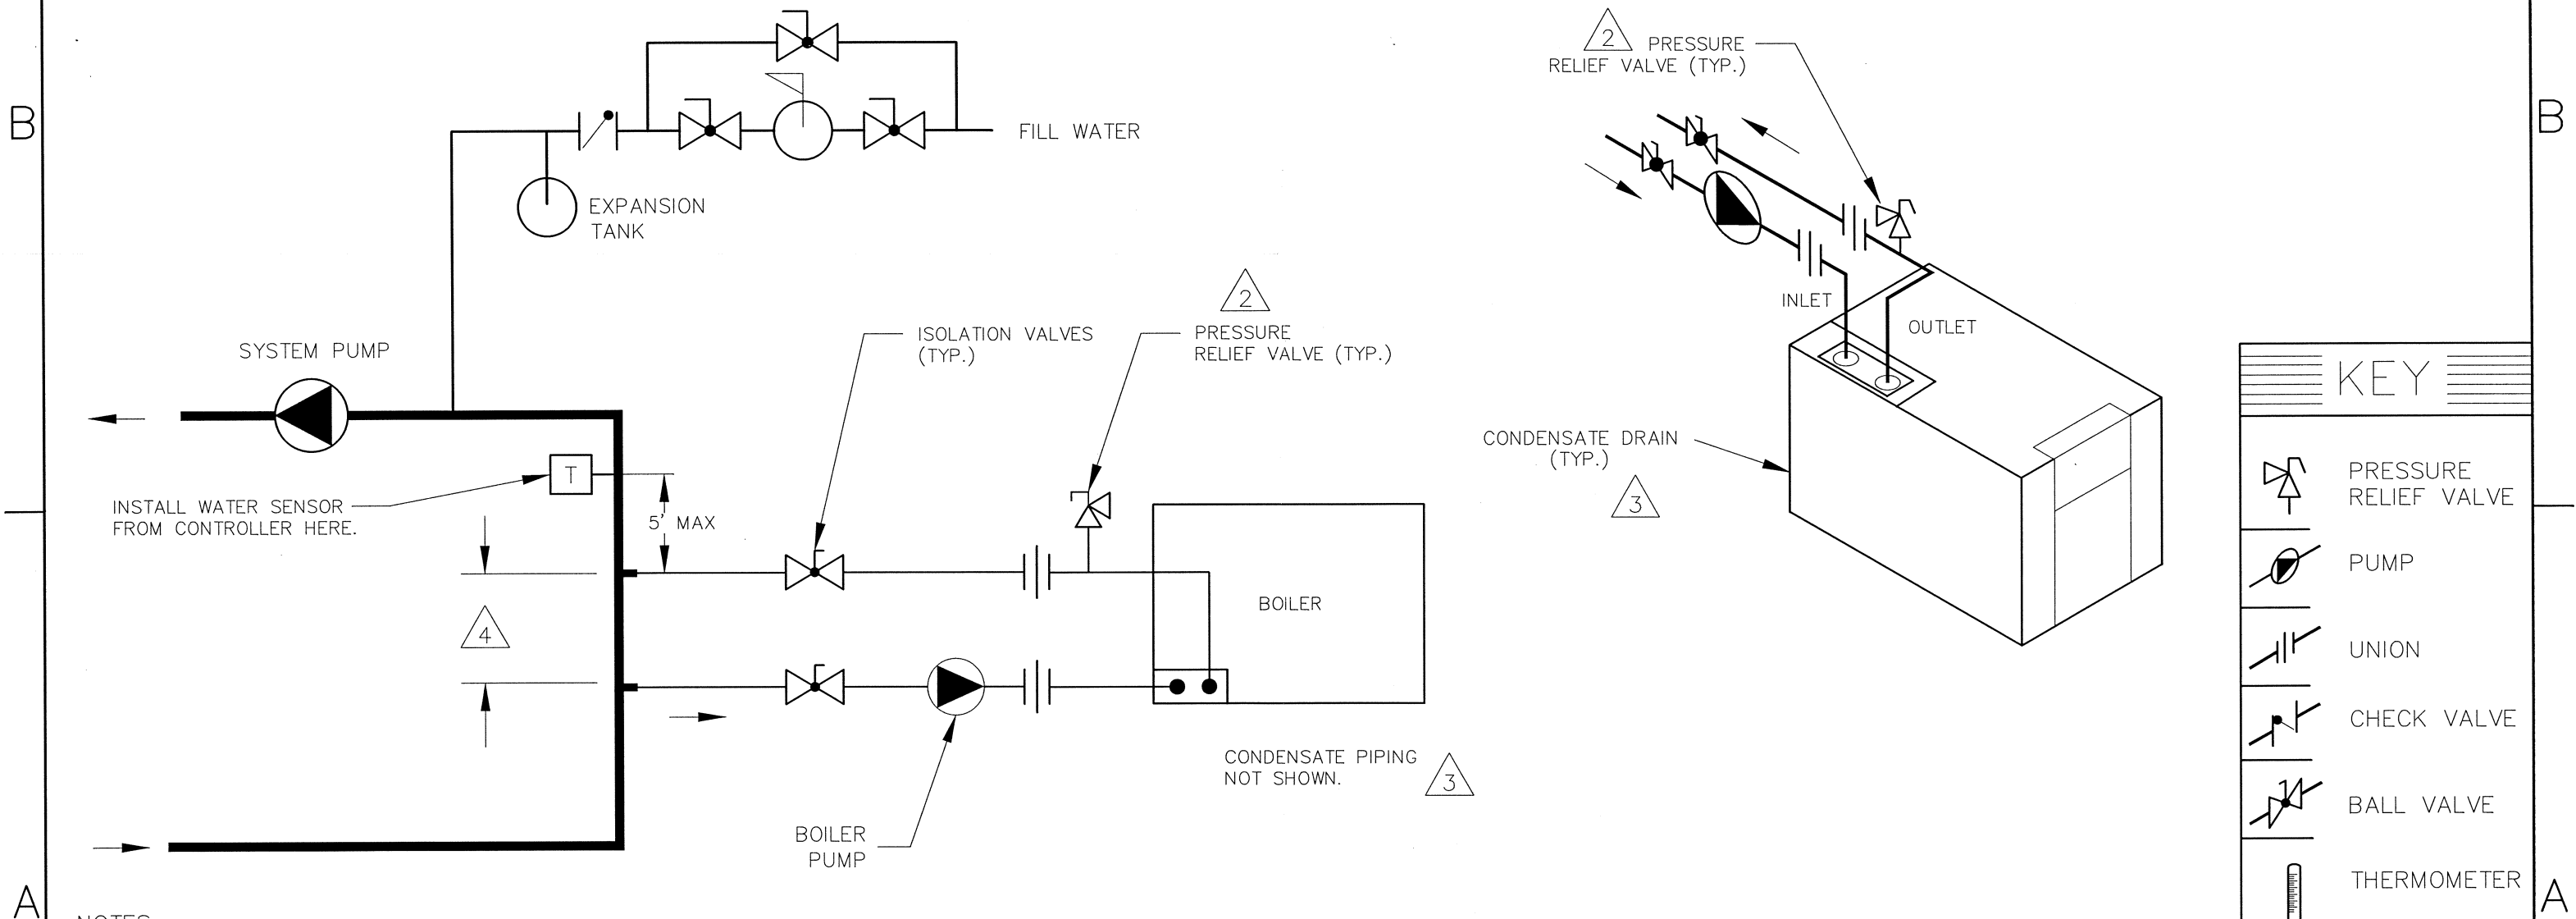 B
FILL WATER
EXPANSION
TANK
SYSTEM PUMP
ISOLATION VALVES
(TYP.)
2
PRESSURE
RELIEF VALVE (TYP.)
T
INSTALL WATER SENSOR
FROM CONTROLLER HERE.
5' MAX
4
BOILER
CONDENSATE PIPING
NOT SHOWN.
3
BOILER
PUMP
A
NOTES
2 PRESSURE
RELIEF VALVE (TYP.)
INLET
OUTLET
CONDENSATE DRAIN
(TYP.)
3
B
KEY
PRESSURE
RELIEF VALVE
PUMP
UNION
CHECK VALVE
BALL VALVE
THERMOMETER
A